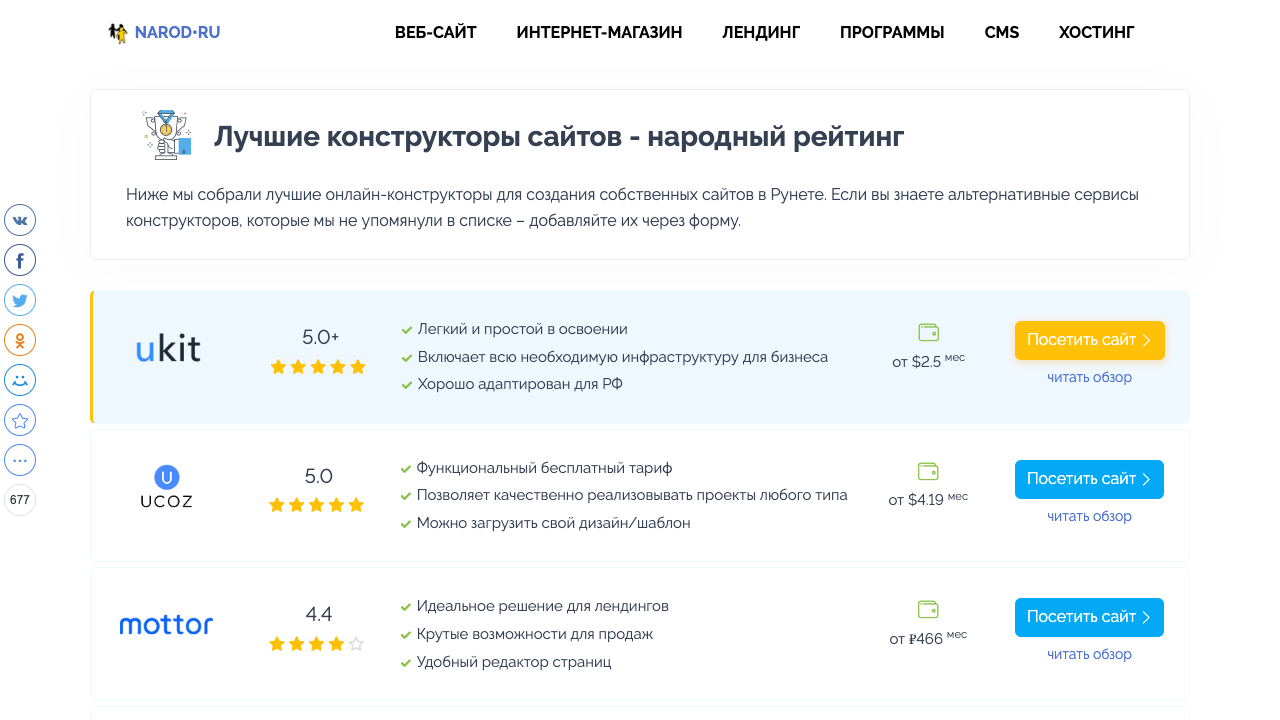 NAROD•RU
ВЕБ-САЙТ
ИНТЕРНЕТ-МАГАЗИН
ЛЕНДИНГ
ПРОГРАММЫ
CMS
ХОСТИНГ
Лучшие конструкторы сайтов - народный рейтинг
Ниже мы собрали лучшие онлайн-конструкторы для создания собственных сайтов в Рунете. Если вы знаете альтернативные сервисы
конструкторов, которые мы не упомянули в списке – добавляйте их через форму.
677
ukit
5.0+
Легкий и простой в освоении
Включает всю необходимую инфраструктуру для бизнеса
Хорошо адаптирован для РФ
от $2.5 мес
Посетить сайт
читать обзор
U
UCOZ
5.0
Функциональный бесплатный тариф
Позволяет качественно реализовывать проекты любого типа
Можно загрузить свой дизайн/шаблон
от $4.19 мес
Посетить сайт
читать обзор
mottor
4.4
Идеальное решение для лендингов
Крутые возможности для продаж
Удобный редактор страниц
от ₽466 мес
Посетить сайт
читать обзор